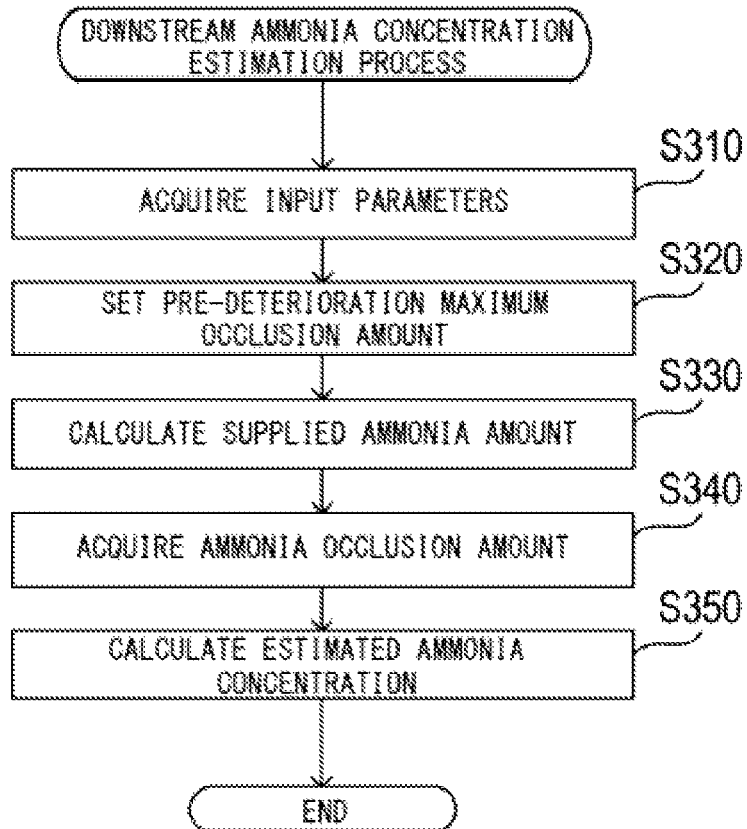 DOWNSTREAM AMMONIA CONCENTRATION
ESTIMATION PROCESS
S310
ACQUIRE INPUT PARAMETERS
S320
SET PRE-DETERIORATION MAXIMUM
OCCLUSION AMOUNT
S330
CALCULATE SUPPLIED AMMONIA AMOUNT
S340
ACQUIRE AMMONIA OCCLUSION AMOUNT
S350
CALCULATE ESTIMATED AMMONIA
CONCENTRATION
END